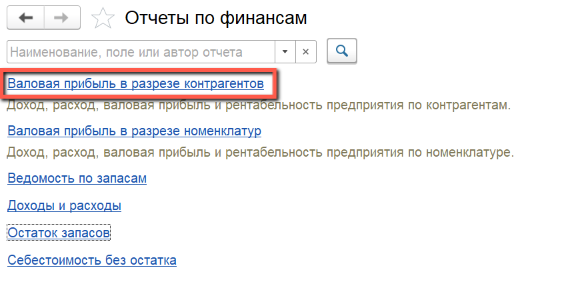 Отчеты по финансам
Наименование, поле или автор отчета
Валовая прибыль в разрезе контрагентов
Доход, расход, валовая прибыль и рентабельность предприятия по контрагентам.
Валовая прибыль в разрезе номенклатур
Доход, расход, валовая прибыль и рентабельность предприятия по номенклатуре.
Ведомость по запасам
Доходы и расходы
Остаток запасов
Себестоимость без остатка